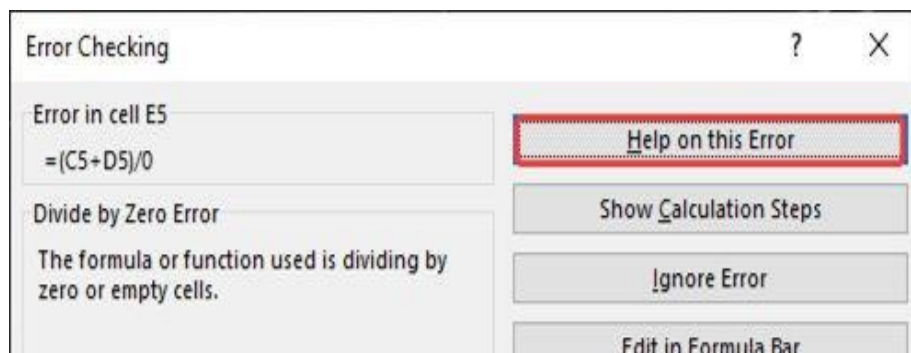 Error Checking
?
X
Error in cell E5
=(C5+D5)/0
Help on this Error
Divide by Zero Error
Show Calculation Steps
The formula or function used is dividing by
zero or empty cells.
Ignore Error
Edit in Formula Bar